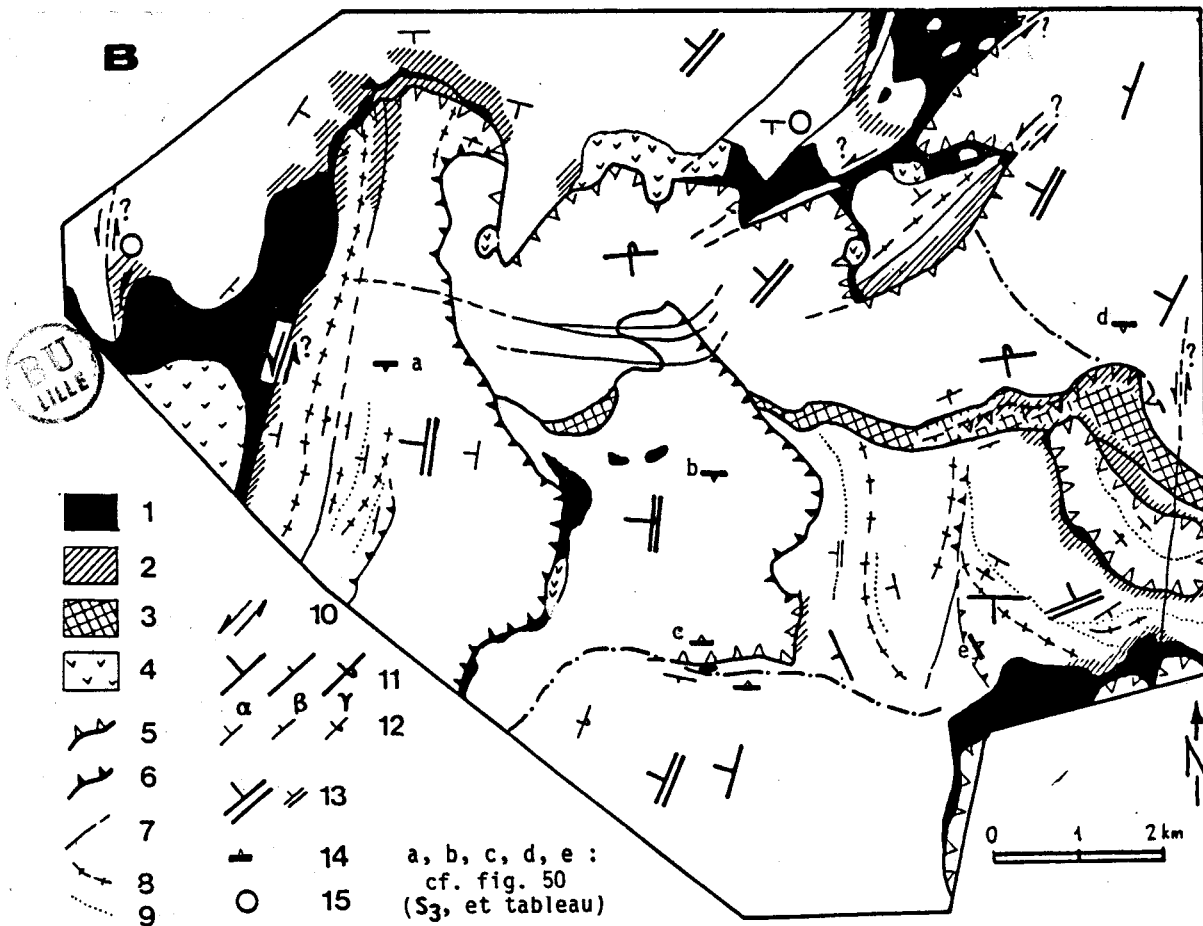 B
?
?
?
?
?
?
?
d
a
b
c
e
BU
LILLE
1
2
3
4
5
6
7
8
9
10
11
α β γ
12
13
14
15
a, b, c, d, e :
cf. fig. 50
(S3, et tableau)
N
0 1 2 km